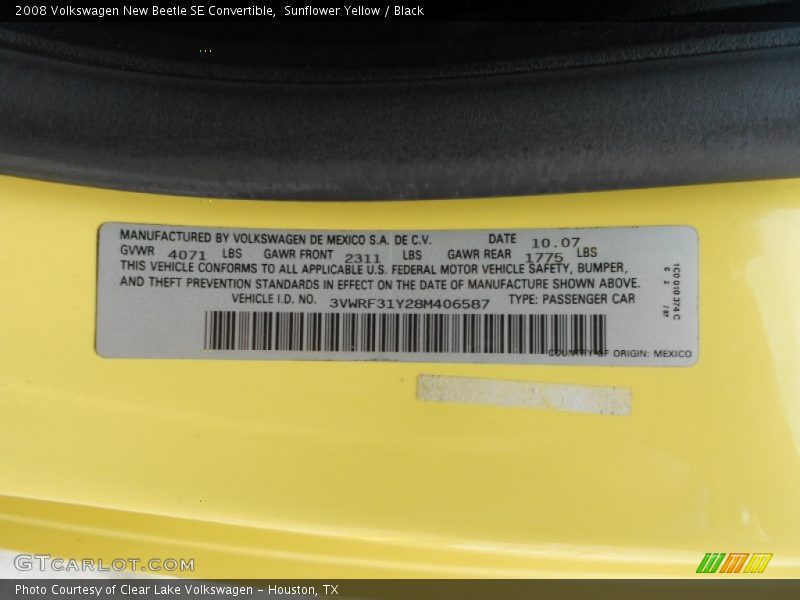 2008 Volkswagen New Beetle SE Convertible, Sunflower Yellow / Black
MANUFACTURED BY VOLKSWAGEN DE MEXICO S.A. DE C.V. DATE 10.07
GVWR 4071 LBS GAWR FRONT 2311 LBS GAWR REAR 1775 LBS
THIS VEHICLE CONFORMS TO ALL APPLICABLE U.S. FEDERAL MOTOR VEHICLE SAFETY, BUMPER,
AND THEFT PREVENTION STANDARDS IN EFFECT ON THE DATE OF MANUFACTURE SHOWN ABOVE.
VEHICLE I.D. NO. 3VWRF31Y28M406587 TYPE: PASSENGER CAR
COUNTRY OF ORIGIN: MEXICO
1C0 010 374 C
GTCARLOT.COM
Photo Courtesy of Clear Lake Volkswagen - Houston, TX